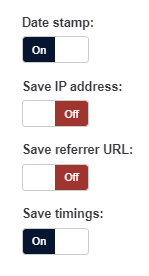 Date stamp:
On
Save IP address:
Off
Save referrer URL:
Off
Save timings:
On